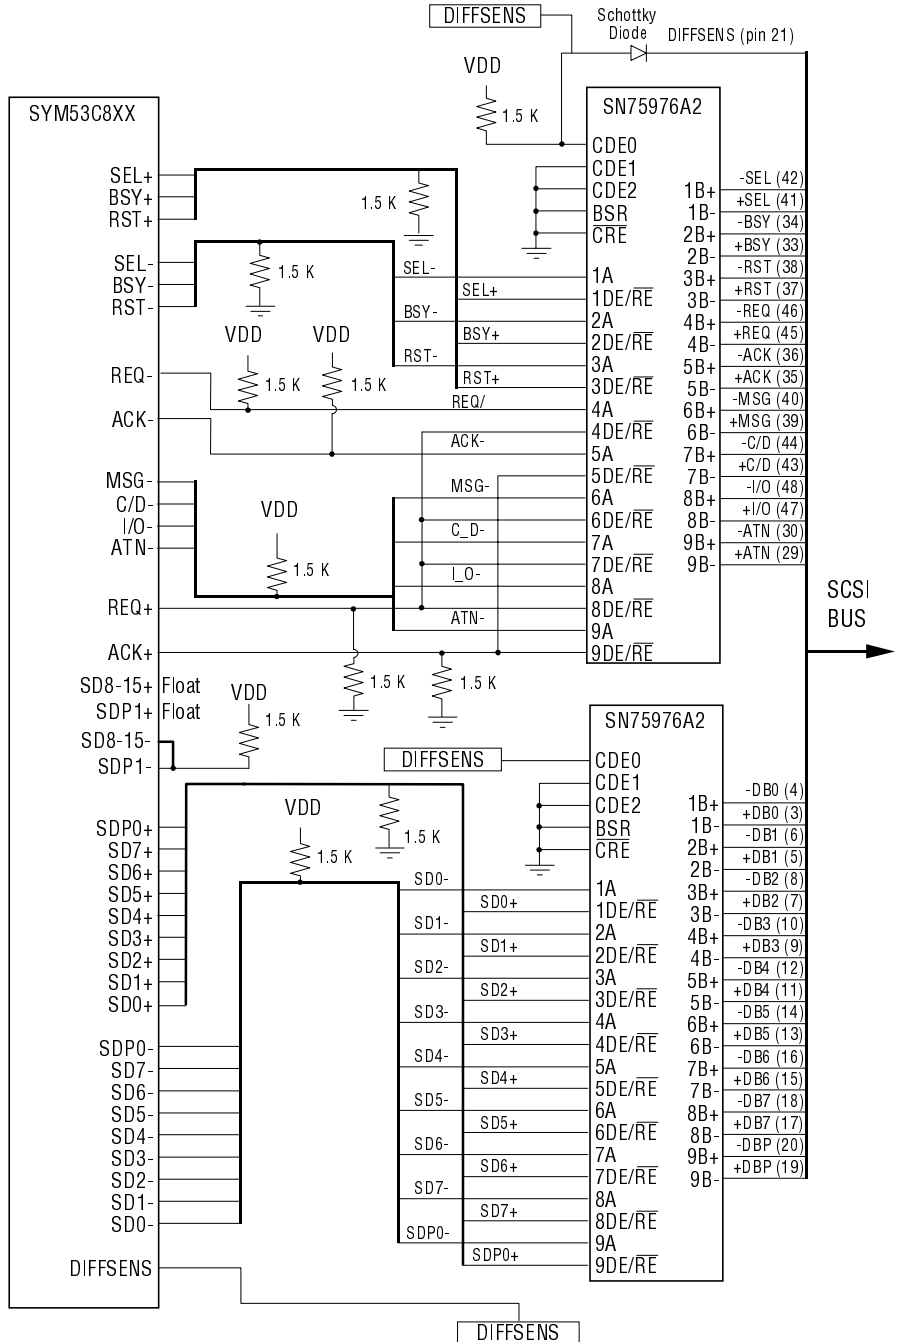 DIFFSENS
Schottky
Diode
DIFFSENS (pin 21)
VDD
1.5 K
SYM53C8XX
SEL+
BSY+
RST+
SEL-
BSY-
RST-
REQ-
ACK-
MSG-
C/D-
I/O-
ATN-
REQ+
ACK+
SD8-15+ Float
SDP1+ Float
SD8-15-
SDP1-
SDP0+
SD7+
SD6+
SD5+
SD4+
SD3+
SD2+
SD1+
SD0+
SDP0-
SD7-
SD6-
SD5-
SD4-
SD3-
SD2-
SD1-
SD0-
DIFFSENS
1.5 K
1.5 K
VDD
1.5 K
VDD
1.5 K
VDD
1.5 K
1.5 K
1.5 K
VDD
1.5 K
VDD
1.5 K
1.5 K
SEL-
SEL+
BSY-
BSY+
RST-
RST+
REQ/
ACK-
MSG-
C_D-
I_O-
ATN-
SN75976A2
CDE0
CDE1
CDE2
BSR
CRE
1A
1DE/RE
2A
2DE/RE
3A
3DE/RE
4A
4DE/RE
5A
5DE/RE
6A
6DE/RE
7A
7DE/RE
8A
8DE/RE
9A
9DE/RE
1B+
1B-
2B+
2B-
3B+
3B-
4B+
4B-
5B+
5B-
6B+
6B-
7B+
7B-
8B+
8B-
9B+
9B-
-SEL (42)
+SEL (41)
-BSY (34)
+BSY (33)
-RST (38)
+RST (37)
-REQ (46)
+REQ (45)
-ACK (36)
+ACK (35)
-MSG (40)
+MSG (39)
-C/D (44)
+C/D (43)
-I/O (48)
+I/O (47)
-ATN (30)
+ATN (29)
SCSI
BUS
DIFFSENS
SD0-
SD0+
SD1-
SD1+
SD2-
SD2+
SD3-
SD3+
SD4-
SD4+
SD5-
SD5+
SD6-
SD6+
SD7-
SD7+
SDP0-
SDP0+
SN75976A2
CDE0
CDE1
CDE2
BSR
CRE
1A
1DE/RE
2A
2DE/RE
3A
3DE/RE
4A
4DE/RE
5A
5DE/RE
6A
6DE/RE
7A
7DE/RE
8A
8DE/RE
9A
9DE/RE
1B+
1B-
2B+
2B-
3B+
3B-
4B+
4B-
5B+
5B-
6B+
6B-
7B+
7B-
8B+
8B-
9B+
9B-
-DB0 (4)
+DB0 (3)
-DB1 (6)
+DB1 (5)
-DB2 (8)
+DB2 (7)
-DB3 (10)
+DB3 (9)
-DB4 (12)
+DB4 (11)
-DB5 (14)
+DB5 (13)
-DB6 (16)
+DB6 (15)
-DB7 (18)
+DB7 (17)
-DBP (20)
+DBP (19)
DIFFSENS